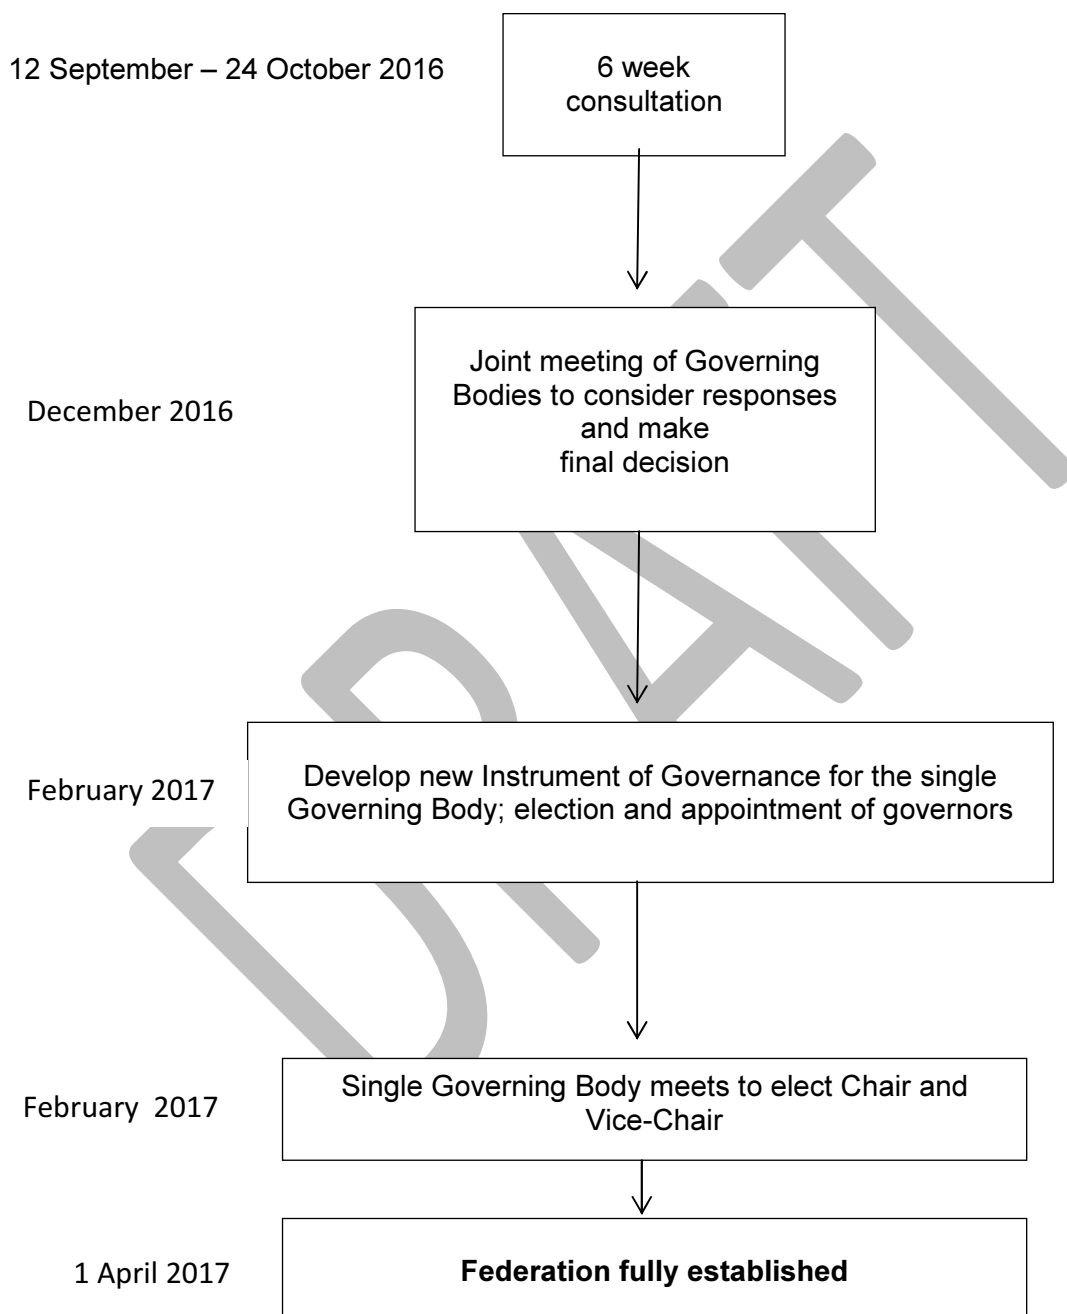 12 September – 24 October 2016
6 week
consultation
December 2016
Joint meeting of Governing
Bodies to consider responses
and make
final decision
February 2017
Develop new Instrument of Governance for the single
Governing Body; election and appointment of governors
February  2017
Single Governing Body meets to elect Chair and
Vice-Chair
1 April 2017
Federation fully established
DRAFT